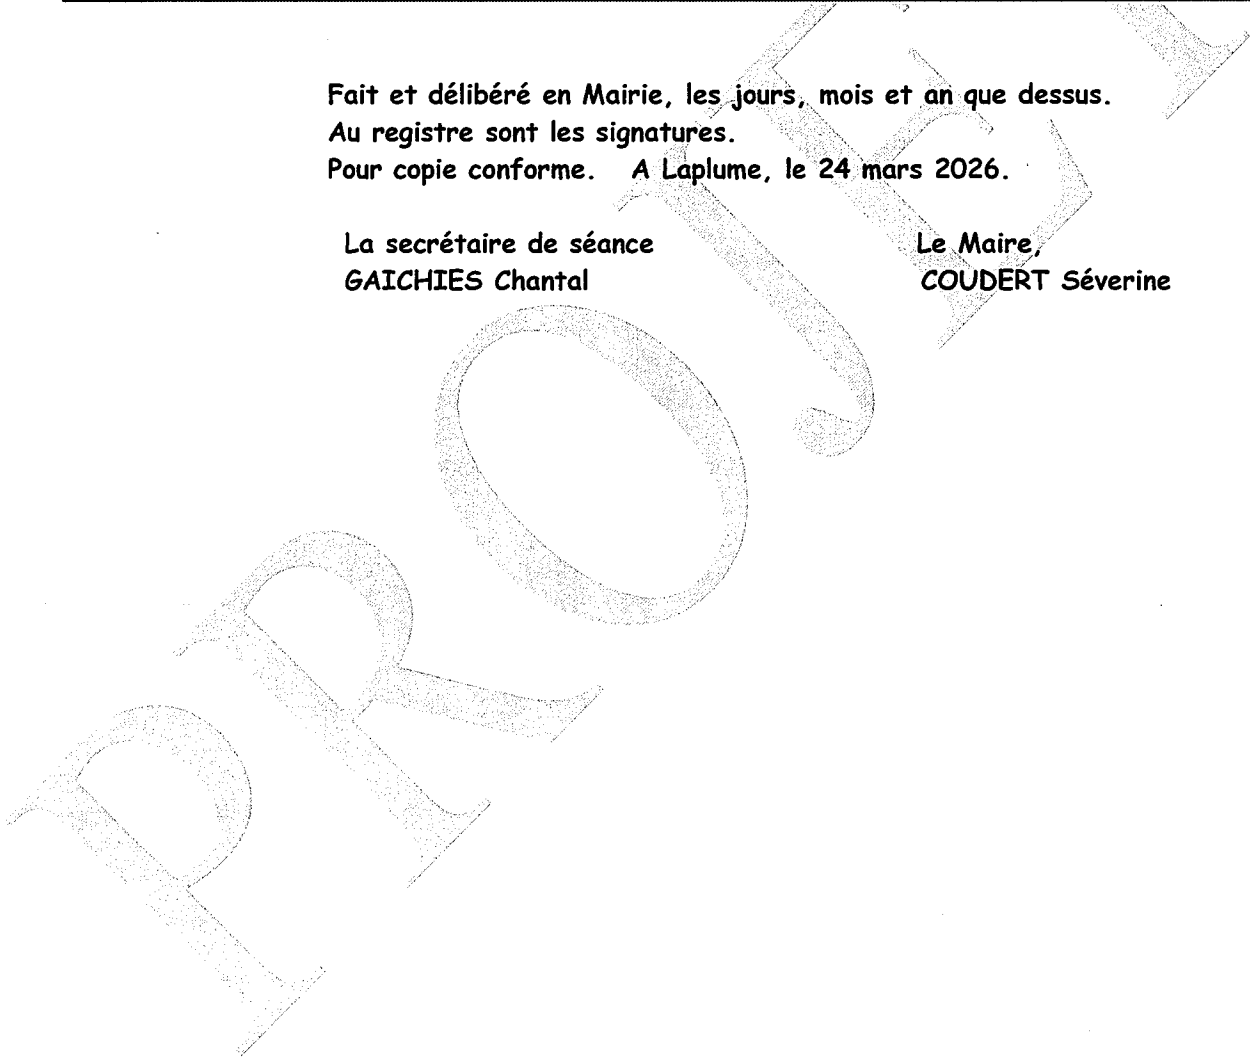 Fait et délibéré en Mairie, les jours, mois et an que dessus.
Au registre sont les signatures.
Pour copie conforme. A Laplume, le 24 mars 2026.
La secrétaire de séance Le Maire,
GAICHIES Chantal COUDERT Séverine
PROJET